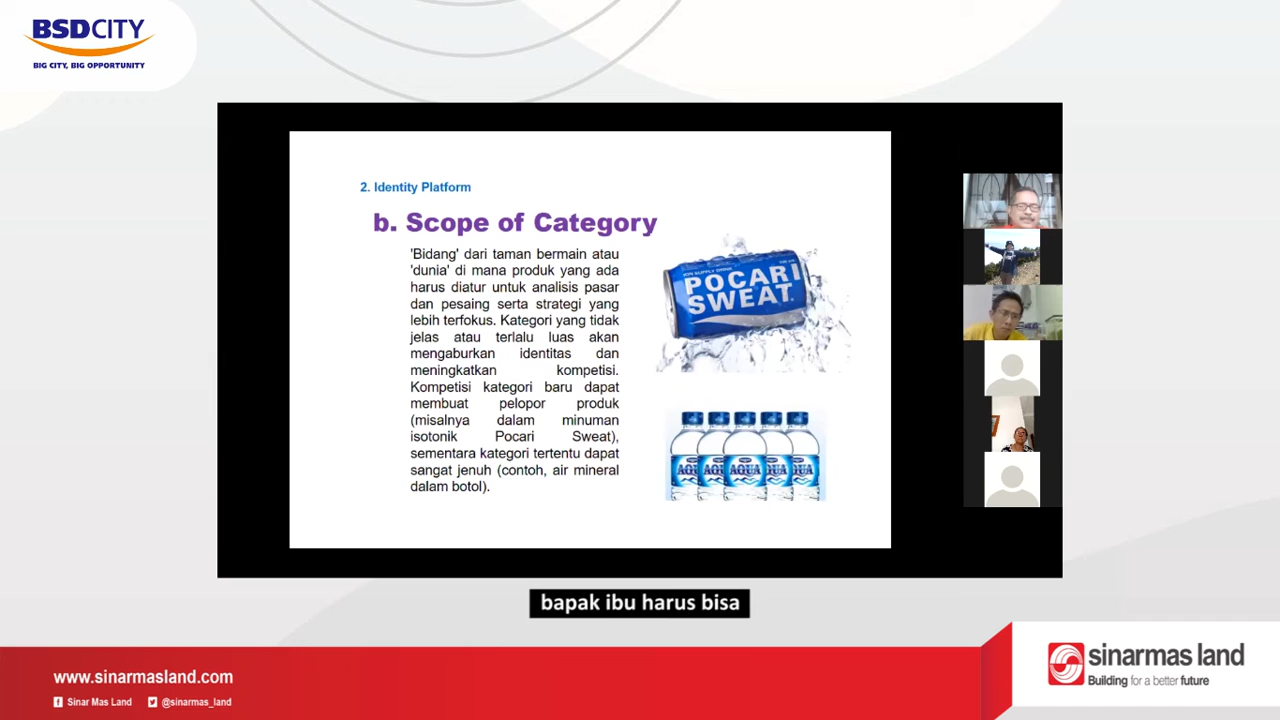 BSDCITY
BIG CITY, BIG OPPORTUNITY
2. Identity Platform
b. Scope of Category
'Bidang' dari taman bermain atau
'dunia' di mana produk yang ada
harus diatur untuk analisis pasar
dan pesaing serta strategi yang
lebih terfokus. Kategori yang tidak
jelas atau terlalu luas akan
mengaburkan identitas dan
meningkatkan kompetisi.
Kompetisi kategori baru dapat
membuat pelopor produk
(misalnya dalam minuman
isotonik Pocari Sweat),
sementara kategori tertentu dapat
sangat jenuh (contoh, air mineral
dalam botol).
ION SUPPLY DRINK
POCARI
SWEAT
AQUA
bapak ibu harus bisa
www.sinarmasland.com
Sinar Mas Land
@sinarmas_land
sinarmas land
Building for a better future